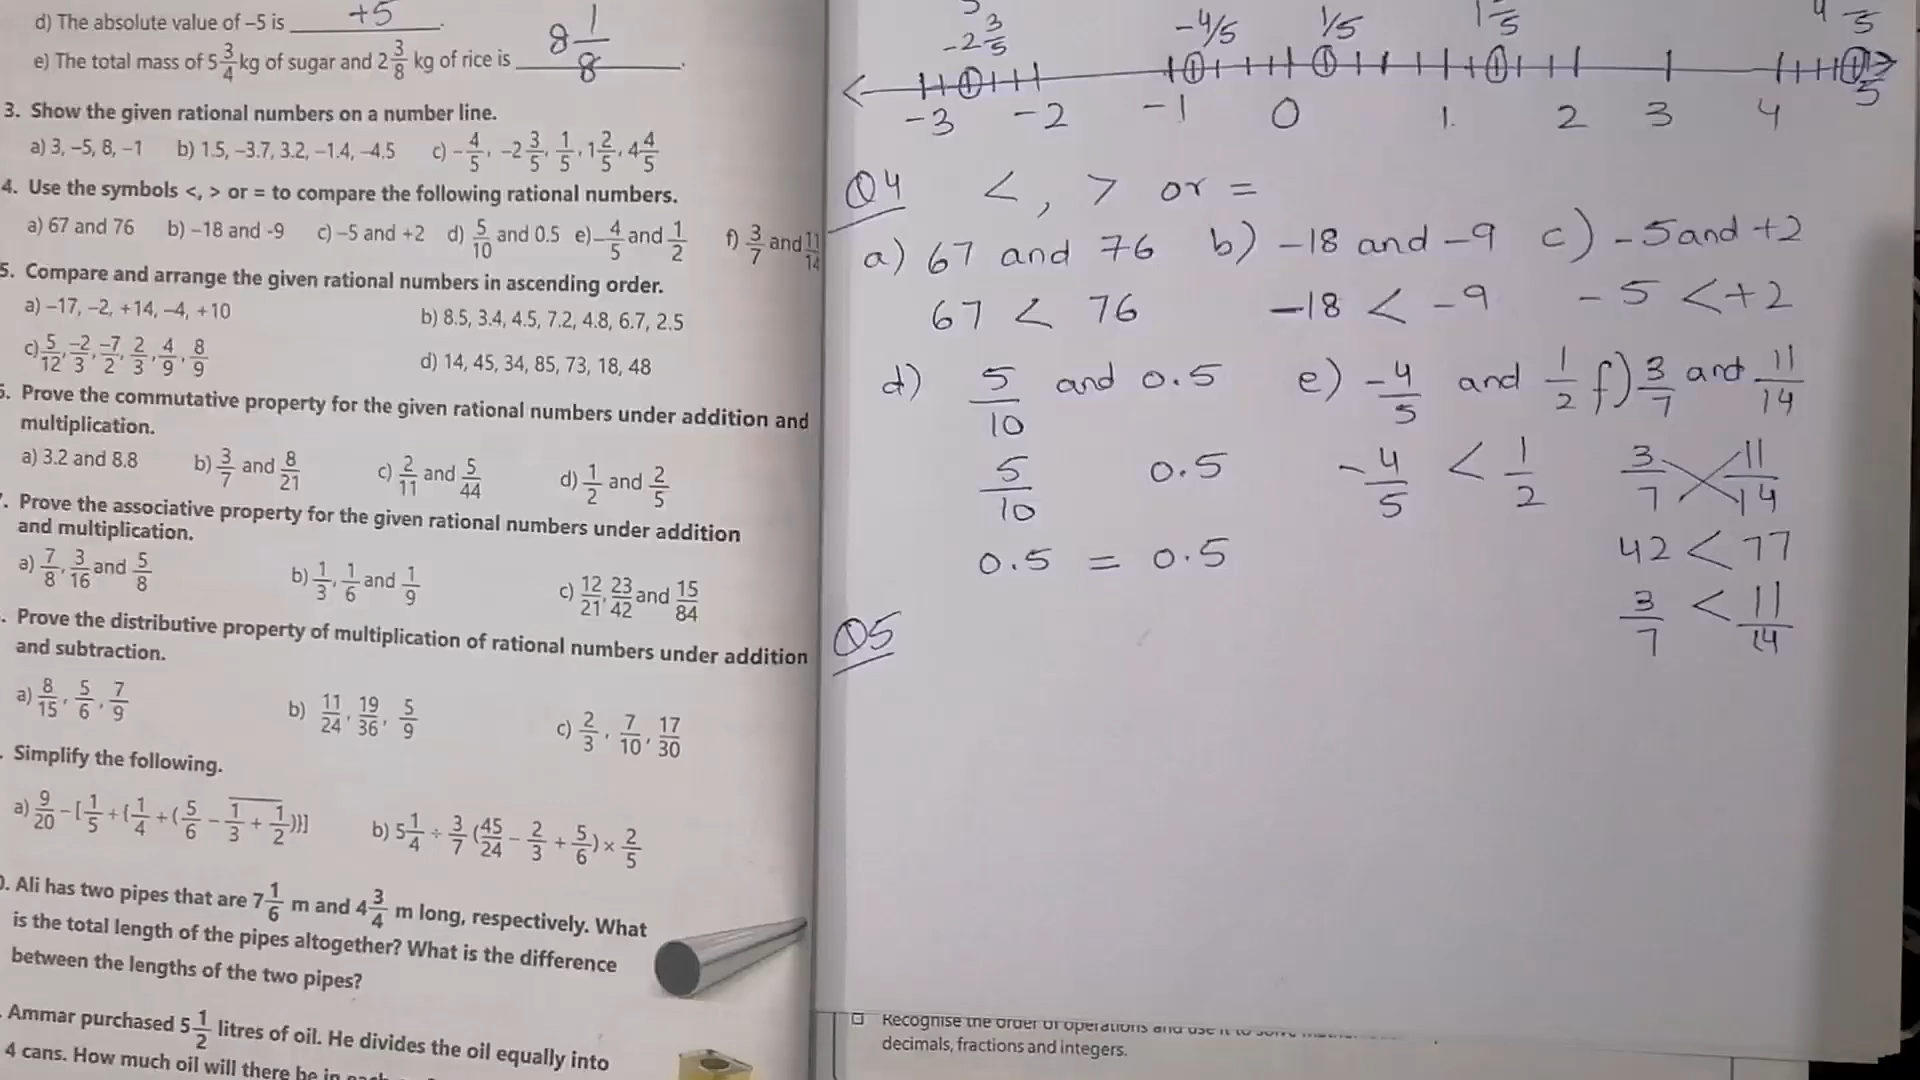 d) The absolute value of –5 is +5.
e) The total mass of 5 3/4 kg of sugar and 2 3/8 kg of rice is 8 1/8.
3. Show the given rational numbers on a number line.
a) 3, –5, 8, –1 b) 1.5, –3.7, 3.2, –1.4, –4.5 c) –4/5, –2 3/5, 1/5, 1 2/5, 4 4/5
4. Use the symbols <, > or = to compare the following rational numbers.
a) 67 and 76 b) –18 and -9 c) –5 and +2 d) 5/10 and 0.5 e) –4/5 and 1/2 f) 3/7 and 11/14
5. Compare and arrange the given rational numbers in ascending order.
a) –17, –2, +14, –4, +10 b) 8.5, 3.4, 4.5, 7.2, 4.8, 6.7, 2.5
c) 5/12, –2/3, –7/2, 2/3, 4/9, 8/9 d) 14, 45, 34, 85, 73, 18, 48
. Prove the commutative property for the given rational numbers under addition and
multiplication.
a) 3.2 and 8.8 b) 3/7 and 8/21 c) 2/11 and 5/44 d) 1/2 and 2/5
. Prove the associative property for the given rational numbers under addition
and multiplication.
a) 7/8, 3/16 and 5/8 b) 1/3, 1/6 and 1/9 c) 12/21, 23/42 and 15/84
. Prove the distributive property of multiplication of rational numbers under addition
and subtraction.
a) 8/15, 5/6, 7/9 b) 11/24, 19/36, 5/9 c) 2/3, 7/10, 17/30
. Simplify the following.
a) 9/20 – [1/5 + {1/4 + (5/6 – 1/3 + 1/2)}] b) 5 1/4 ÷ 3/7 (45/24 – 2/3 + 5/6) × 2/5
. Ali has two pipes that are 7 1/6 m and 4 3/4 m long, respectively. What
is the total length of the pipes altogether? What is the difference
between the lengths of the two pipes?
. Ammar purchased 5 1/2 litres of oil. He divides the oil equally into
4 cans. How much oil will there be in
-2 3/5 -4/5 1/5
-3 -2 -1 0 1. 2 3 4 5
Q4 <, > or =
a) 67 and 76 b) -18 and -9 c) -5 and +2
67 < 76 -18 < -9 -5 < +2
d) 5/10 and 0.5 e) -4/5 and 1/2 f) 3/7 and 11/14
5/10 0.5 -4/5 < 1/2 3/7 11/14
0.5 = 0.5 42 < 77
3/7 < 11/14
Q5
Recognise the order of operations and use it to solve
decimals, fractions and integers.